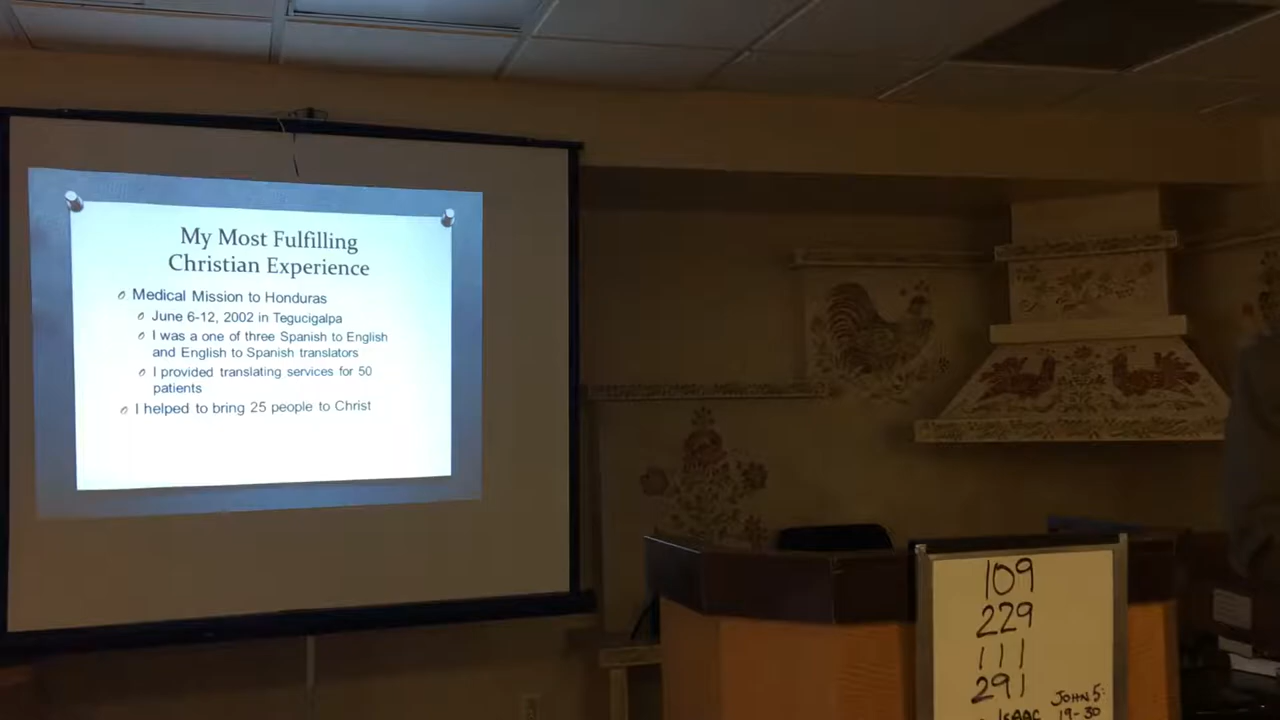 My Most Fulfilling
Christian Experience
Medical Mission to Honduras
June 6-12, 2002 in Tegucigalpa
I was a one of three Spanish to English
and English to Spanish translators
I provided translating services for 50
patients
I helped to bring 25 people to Christ
109
229
111
291
JOHN 5:
ISAAC 19-30